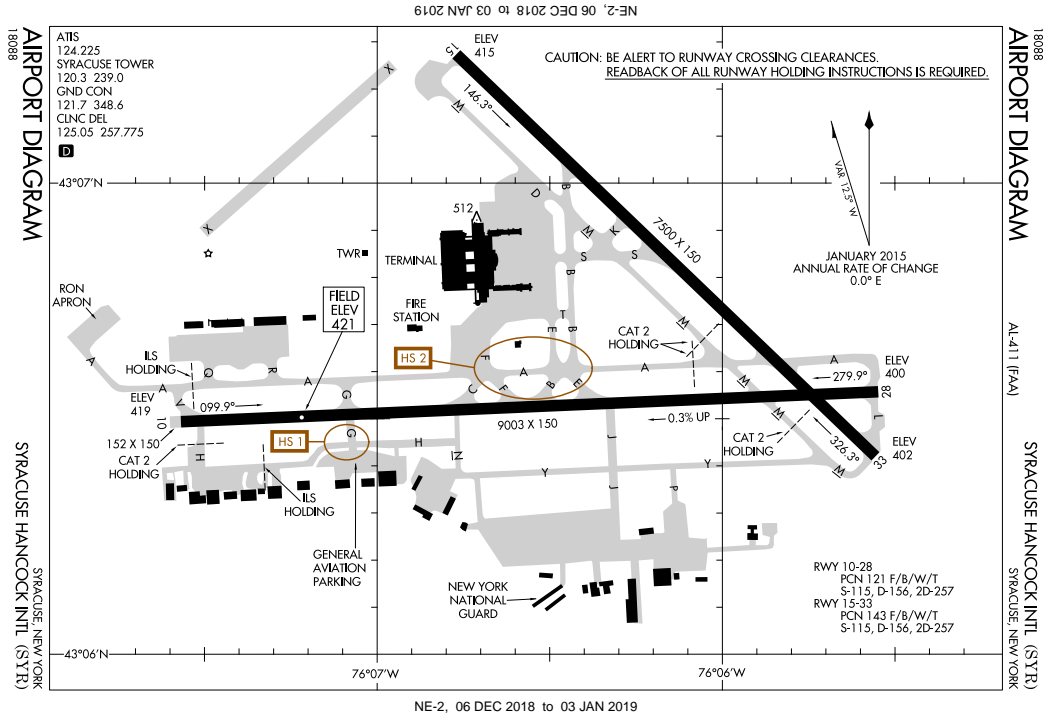 NE-2, 06 DEC 2018 to 03 JAN 2019
18088
AIRPORT DIAGRAM
AL-411 (FAA)
SYRACUSE HANCOCK INTL (SYR)
SYRACUSE, NEW YORK
ATIS
124.225
SYRACUSE TOWER
120.3 239.0
GND CON
121.7 348.6
CLNC DEL
125.05 257.775
D
CAUTION: BE ALERT TO RUNWAY CROSSING CLEARANCES.
READBACK OF ALL RUNWAY HOLDING INSTRUCTIONS IS REQUIRED.
15
ELEV
415
146.3°
X
X
M
D
B
43°07'N
VAR 12.5° W
JANUARY 2015
ANNUAL RATE OF CHANGE
0.0° E
512
TWR
TERMINAL
7500 X 150
M
K
S
S
B
M
RON
APRON
FIELD
ELEV
421
FIRE
STATION
T
E
B
CAT 2
HOLDING
HS 2
ILS
HOLDING
A
A
Q
R
A
G
C
F
A
F
B
E
A
A
M
M
ELEV
400
279.9°
28
ELEV
419
A
V
099.9°
10
9003 X 150
0.3% UP
L
152 X 150
CAT 2
HOLDING
HS 1
G
H
H
N
J
J
Y
Y
P
CAT 2
HOLDING
326.3°
M
33
ELEV
402
ILS
HOLDING
GENERAL
AVIATION
PARKING
NEW YORK
NATIONAL
GUARD
RWY 10-28
PCN 121 F/B/W/T
S-115, D-156, 2D-257
RWY 15-33
PCN 143 F/B/W/T
S-115, D-156, 2D-257
43°06'N
76°07'W
76°06'W
18088
AIRPORT DIAGRAM
SYRACUSE, NEW YORK
SYRACUSE HANCOCK INTL (SYR)
NE-2, 06 DEC 2018 to 03 JAN 2019